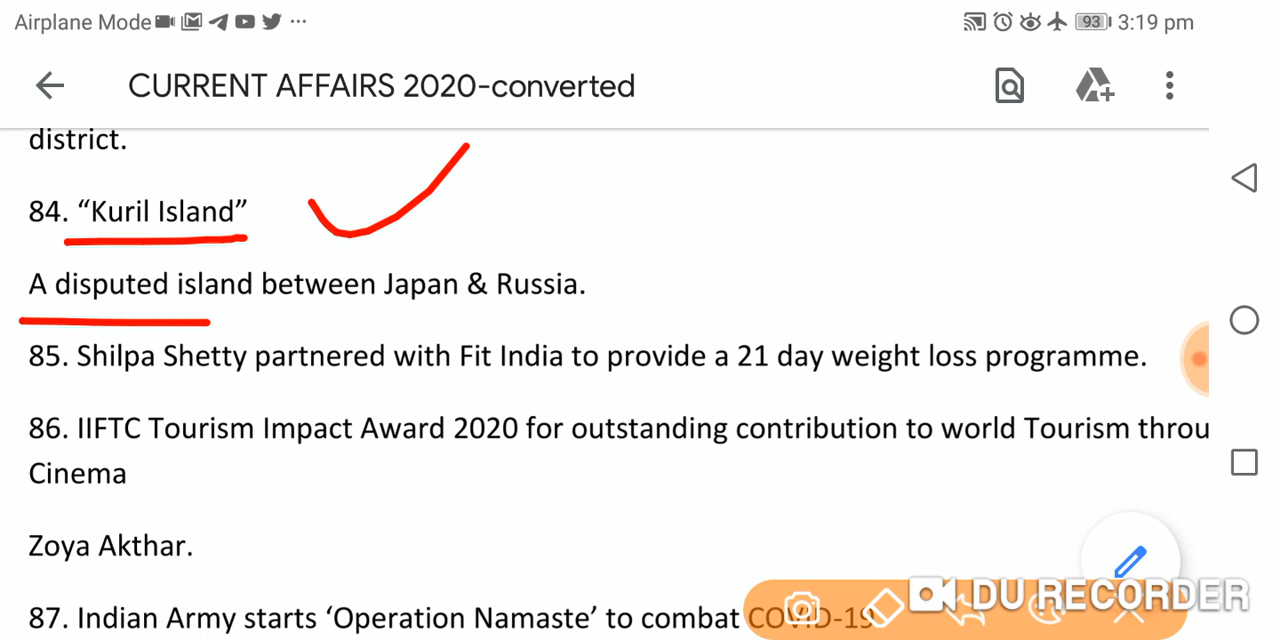 Airplane Mode
93
3:19 pm
CURRENT AFFAIRS 2020-converted
district.
84. “Kuril Island”
A disputed island between Japan & Russia.
85. Shilpa Shetty partnered with Fit India to provide a 21 day weight loss programme.
86. IIFTC Tourism Impact Award 2020 for outstanding contribution to world Tourism throu
Cinema
Zoya Akthar.
87. Indian Army starts ‘Operation Namaste’ to combat COVID-19
DU RECORDER